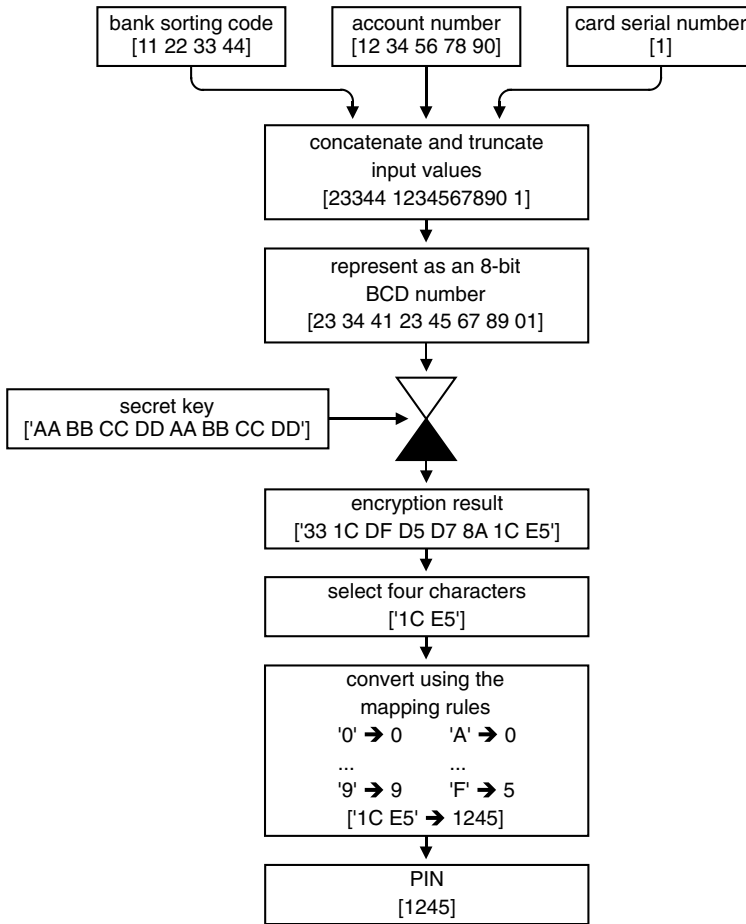 bank sorting code
[11 22 33 44]
account number
[12 34 56 78 90]
card serial number
[1]
concatenate and truncate
input values
[23344 1234567890 1]
represent as an 8-bit
BCD number
[23 34 41 23 45 67 89 01]
secret key
['AA BB CC DD AA BB CC DD']
encryption result
['33 1C DF D5 D7 8A 1C E5']
select four characters
['1C E5']
convert using the
mapping rules
'0' ➔ 0 'A' ➔ 0
... ...
'9' ➔ 9 'F' ➔ 5
['1C E5' ➔ 1245]
PIN
[1245]